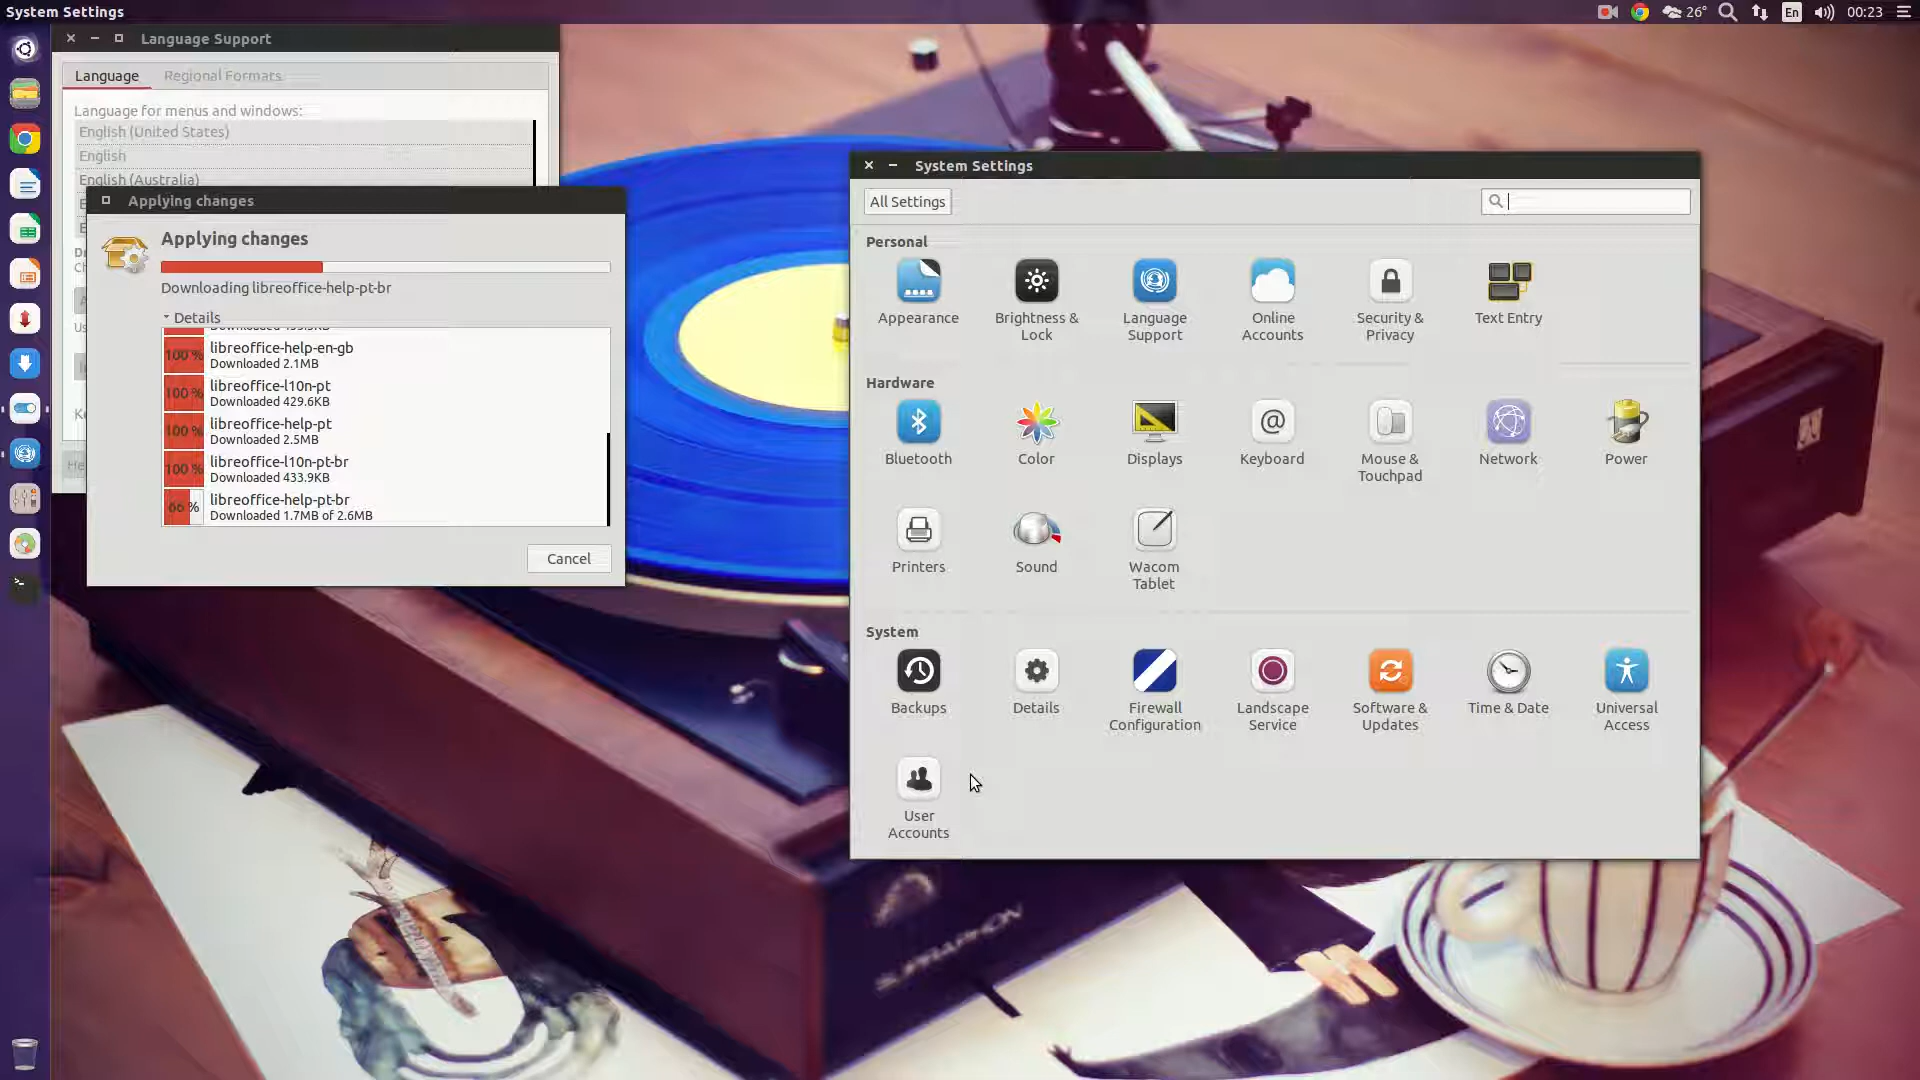 System Settings
26°
En
00:23
Language Support
Language
Regional Formats
Language for menus and windows:
English (United States)
English
English (Australia)
Applying changes
Applying changes
Downloading libreoffice-help-pt-br
Details
100 %
libreoffice-help-en-gb
Downloaded 2.1MB
100 %
libreoffice-l10n-pt
Downloaded 429.6KB
100 %
libreoffice-help-pt
Downloaded 2.5MB
100 %
libreoffice-l10n-pt-br
Downloaded 433.9KB
66 %
libreoffice-help-pt-br
Downloaded 1.7MB of 2.6MB
Cancel
System Settings
All Settings
Personal
Appearance
Brightness &
Lock
Language
Support
Online
Accounts
Security &
Privacy
Text Entry
Hardware
Bluetooth
Color
Displays
Keyboard
Mouse &
Touchpad
Network
Power
Printers
Sound
Wacom
Tablet
System
Backups
Details
Firewall
Configuration
Landscape
Service
Software &
Updates
Time & Date
Universal
Access
User
Accounts
SUPRAPHON